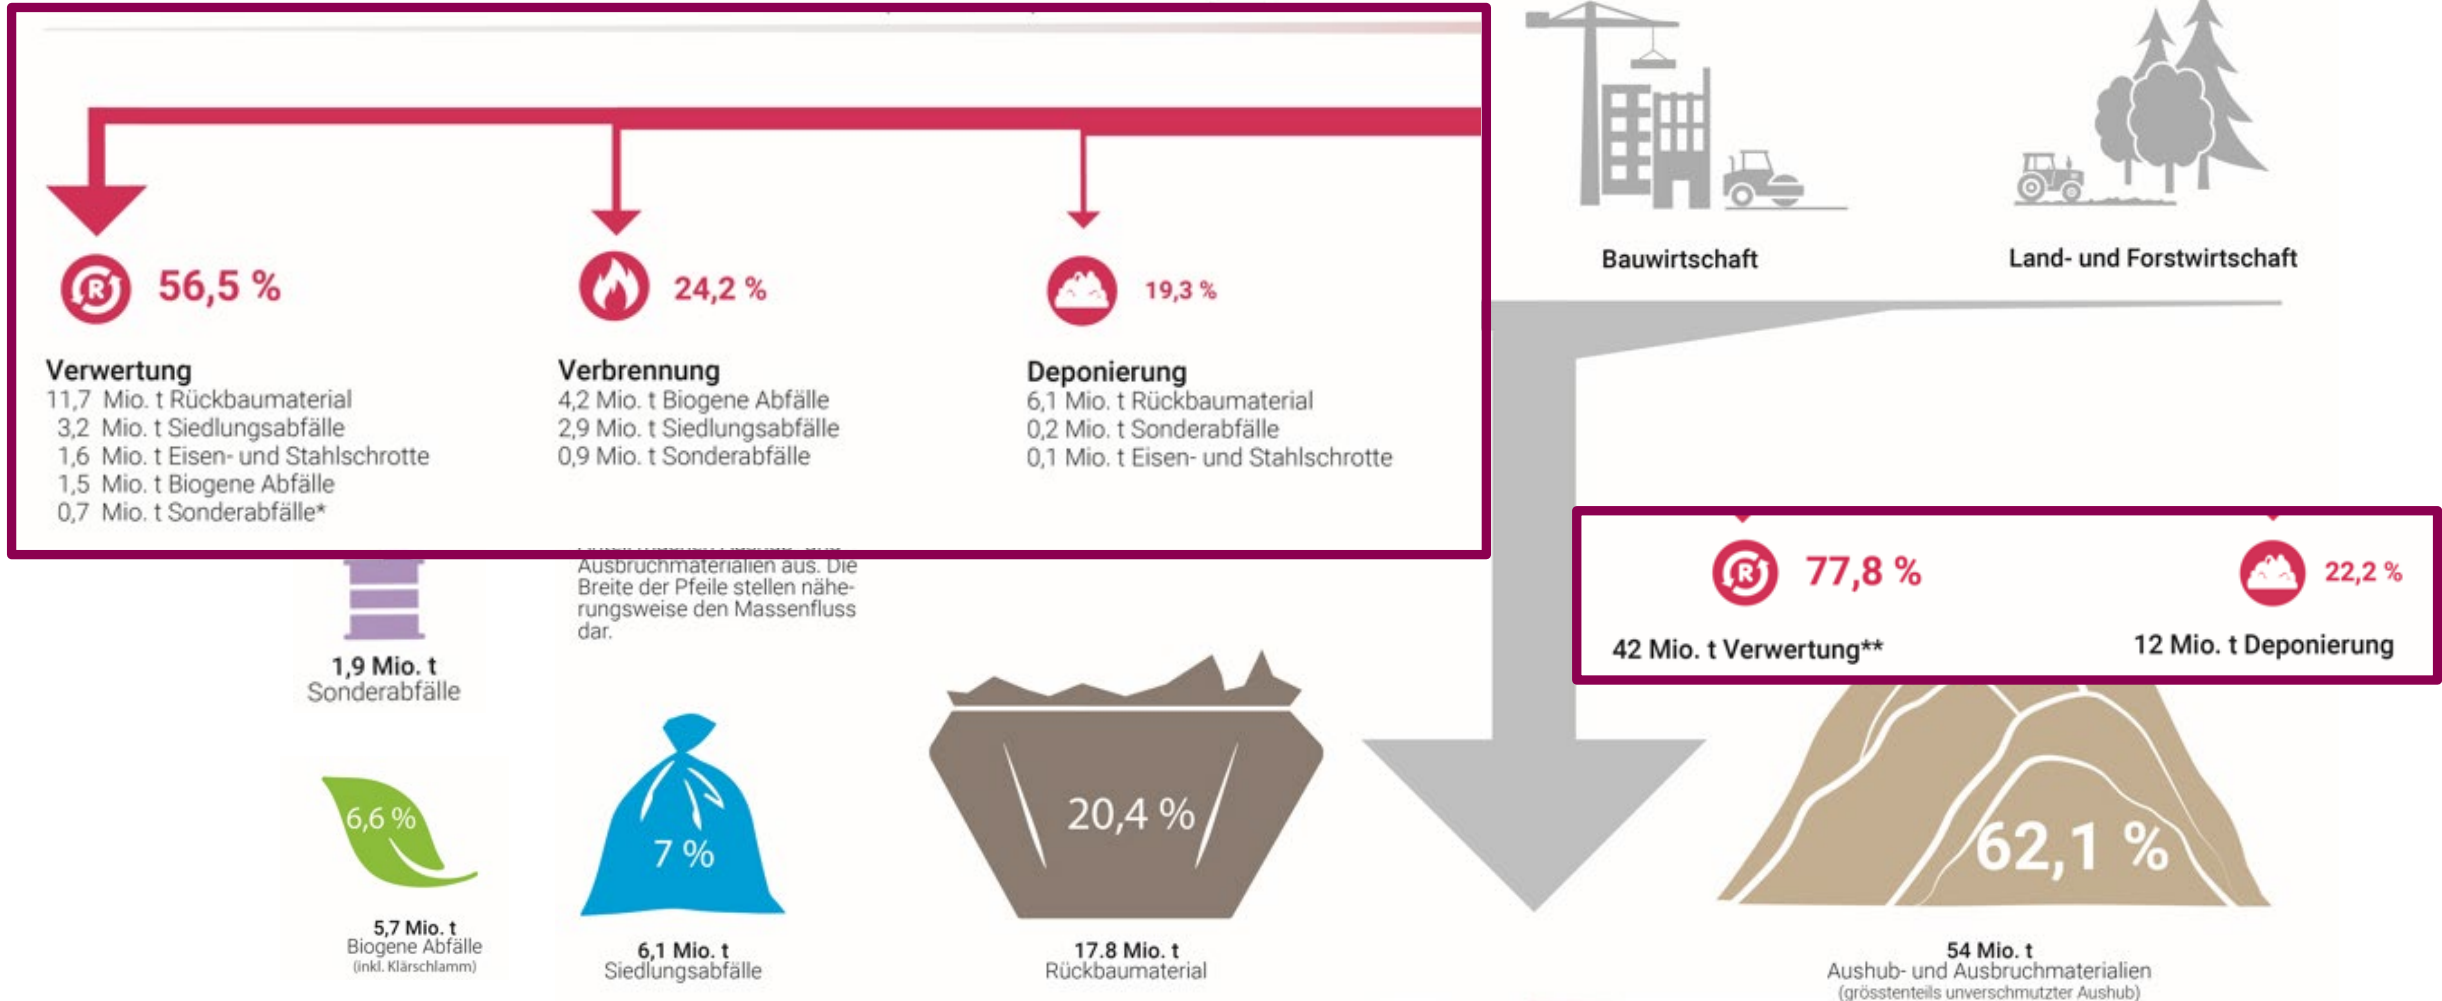 56,5 %
Verwertung
11,7 Mio. t Rückbaumaterial
3,2 Mio. t Siedlungsabfälle
1,6 Mio. t Eisen- und Stahlschrotte
1,5 Mio. t Biogene Abfälle
0,7 Mio. t Sonderabfälle*
24,2 %
Verbrennung
4,2 Mio. t Biogene Abfälle
2,9 Mio. t Siedlungsabfälle
0,9 Mio. t Sonderabfälle
19,3 %
Deponierung
6,1 Mio. t Rückbaumaterial
0,2 Mio. t Sonderabfälle
0,1 Mio. t Eisen- und Stahlschrotte
Bauwirtschaft
Land- und Forstwirtschaft
Ausbruchmaterialien aus. Die
Breite der Pfeile stellen nähe-
rungsweise den Massenfluss
dar.
77,8 %
42 Mio. t Verwertung**
22,2 %
12 Mio. t Deponierung
1,9 Mio. t
Sonderabfälle
6,6 %
5,7 Mio. t
Biogene Abfälle
(inkl. Klärschlamm)
7 %
6,1 Mio. t
Siedlungsabfälle
20,4 %
17.8 Mio. t
Rückbaumaterial
62,1 %
54 Mio. t
Aushub- und Ausbruchmaterialien
(grösstenteils unverschmutzter Aushub)